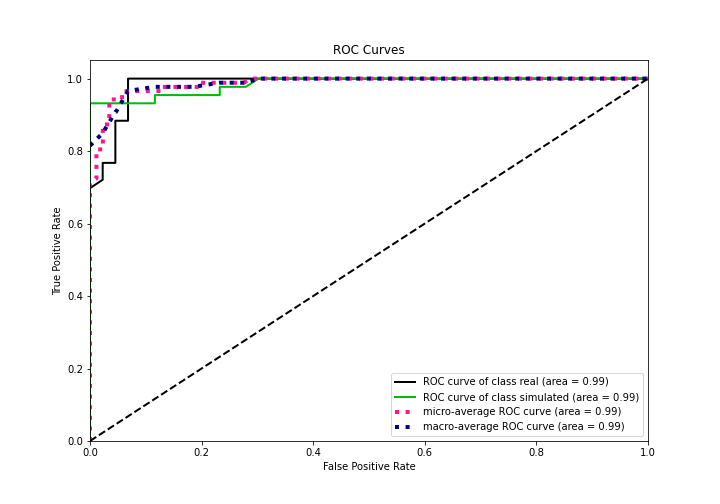 ROC Curves
True Positive Rate
1.0
0.8
0.6
0.4
0.2
0.0
0.0 0.2 0.4 0.6 0.8 1.0
False Positive Rate
ROC curve of class real (area = 0.99)
ROC curve of class simulated (area = 0.99)
micro-average ROC curve (area = 0.99)
macro-average ROC curve (area = 0.99)